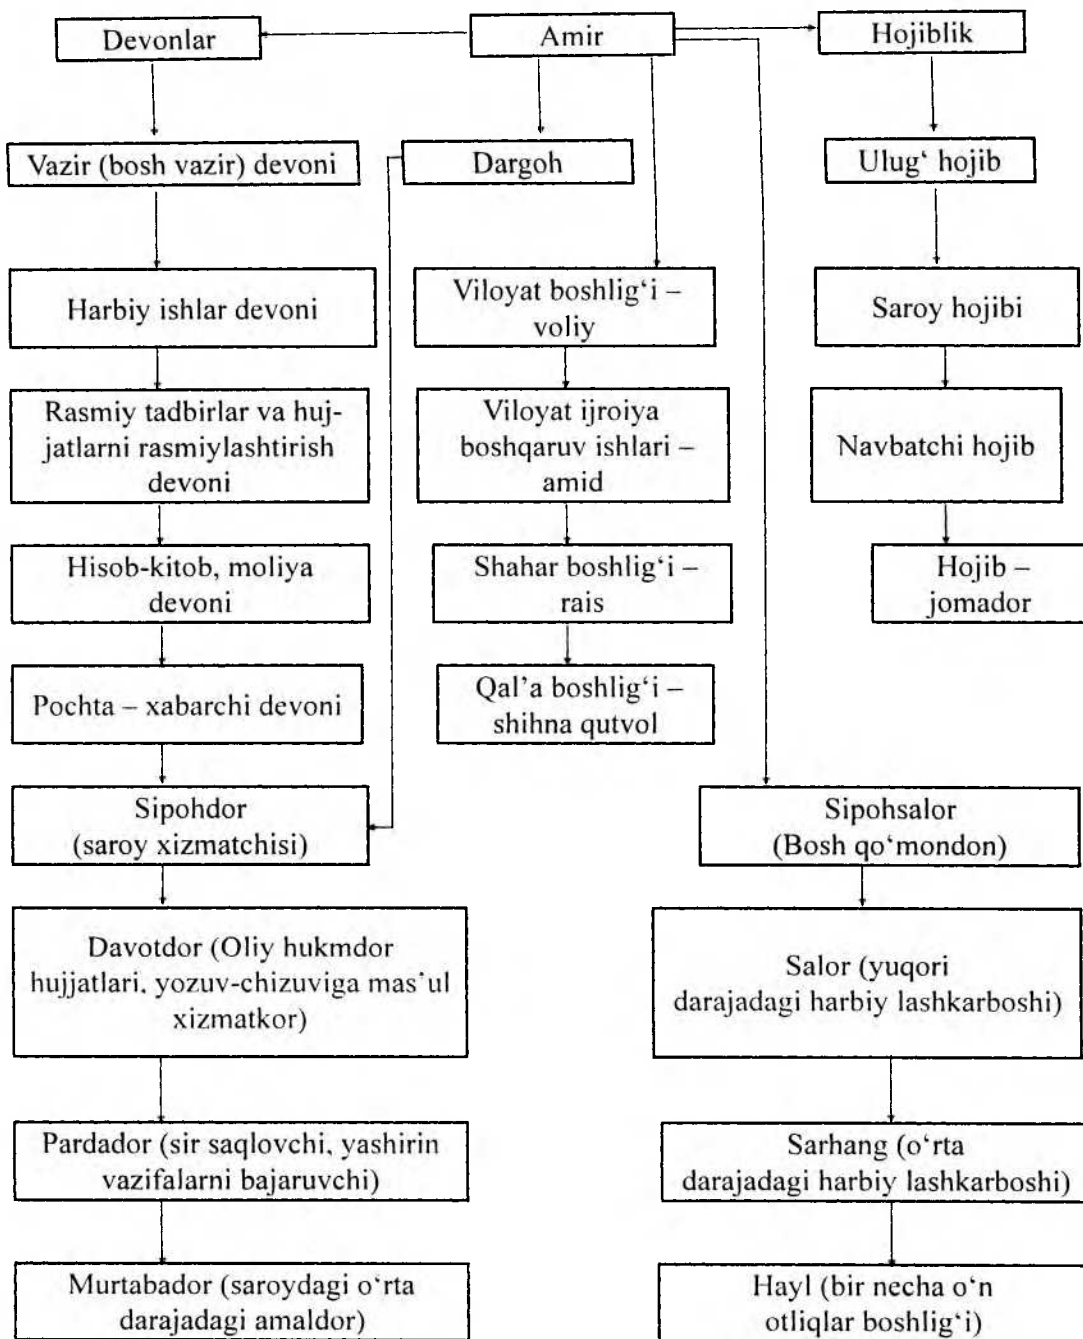 Devonlar
Amir
Hojiblik
Vazir (bosh vazir) devoni
Dargoh
Ulug‘ hojib
Harbiy ishlar devoni
Viloyat boshlig‘i –
voliy
Saroy hojibi
Rasmiy tadbirlar va huj-
jatlarni rasmiylashtirish
devoni
Viloyat ijroiya
boshqaruv ishlari –
amid
Navbatchi hojib
Hisob-kitob, moliya
devoni
Shahar boshlig‘i –
rais
Hojib –
jomador
Pochta – xabarchi devoni
Qal’a boshlig‘i –
shihna qutvol
Sipohdor
(saroy xizmatchisi)
Sipohsalor
(Bosh qo‘mondon)
Davotdor (Oliy hukmdor
hujjatlari, yozuv-chizuviga mas’ul
xizmatkor)
Salor (yuqori
darajadagi harbiy lashkarboshi)
Pardador (sir saqlovchi, yashirin
vazifalarni bajaruvchi)
Sarhang (o‘rta
darajadagi harbiy lashkarboshi)
Murtabador (saroydagi o‘rta
darajadagi amaldor)
Hayl (bir necha o‘n
otliqlar boshlig‘i)